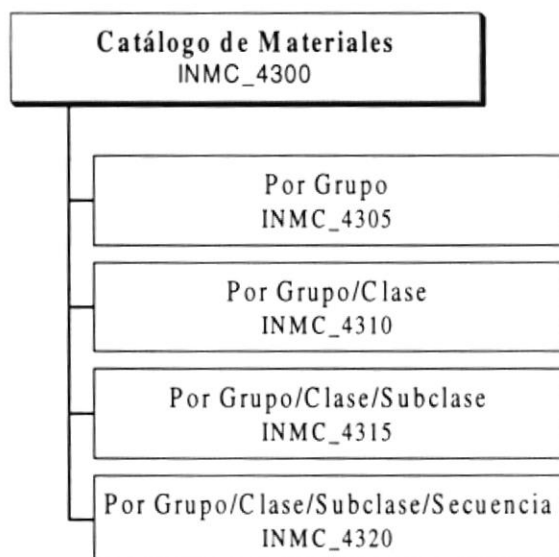 Catálogo de Materiales
INMC_4300
Por Grupo
INMC_4305
Por Grupo/Clase
INMC_4310
Por Grupo/Clase/Subclase
INMC_4315
Por Grupo/Clase/Subclase/Secuencia
INMC_4320